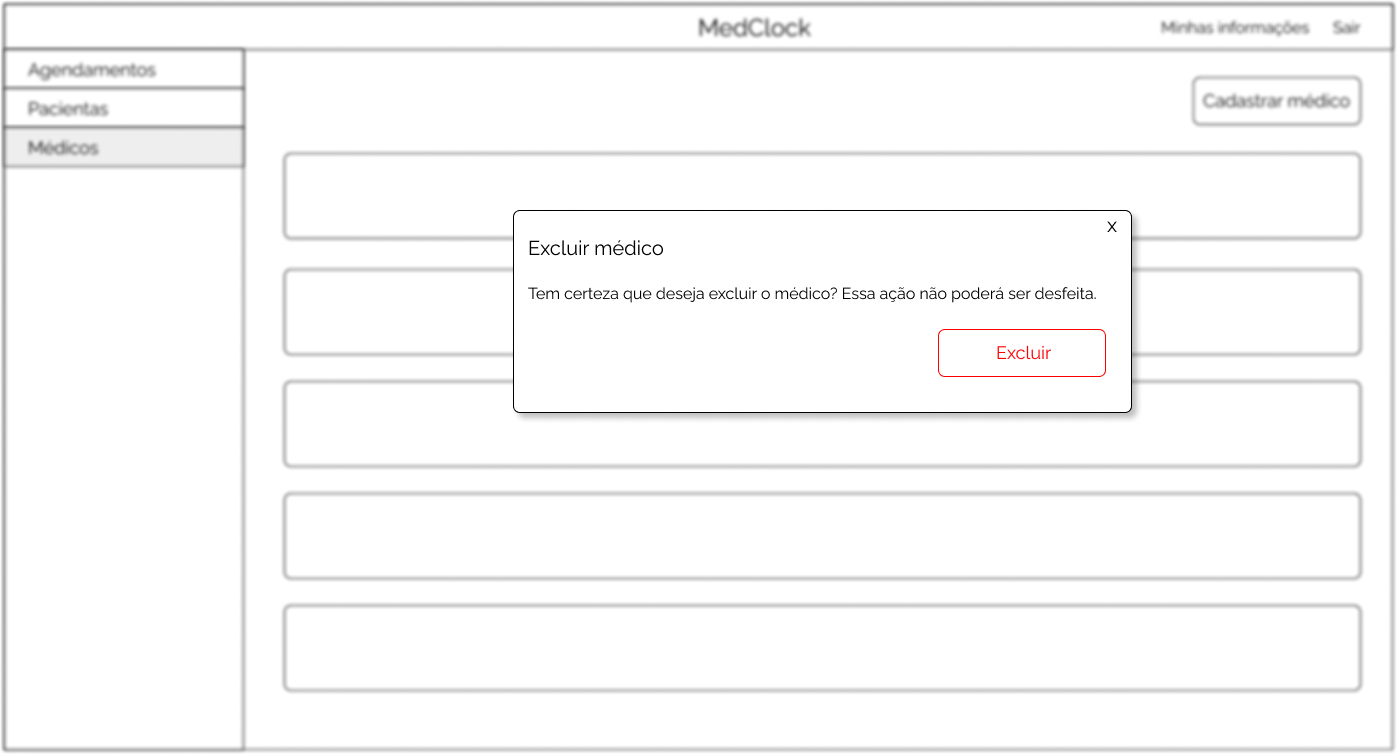 MedClock
Minhas informações
Sair
Agendamentos
Pacientas
Médicos
Cadastrar médico
X
Excluir médico
Tem certeza que deseja excluir o médico? Essa ação não poderá ser desfeita.
Excluir